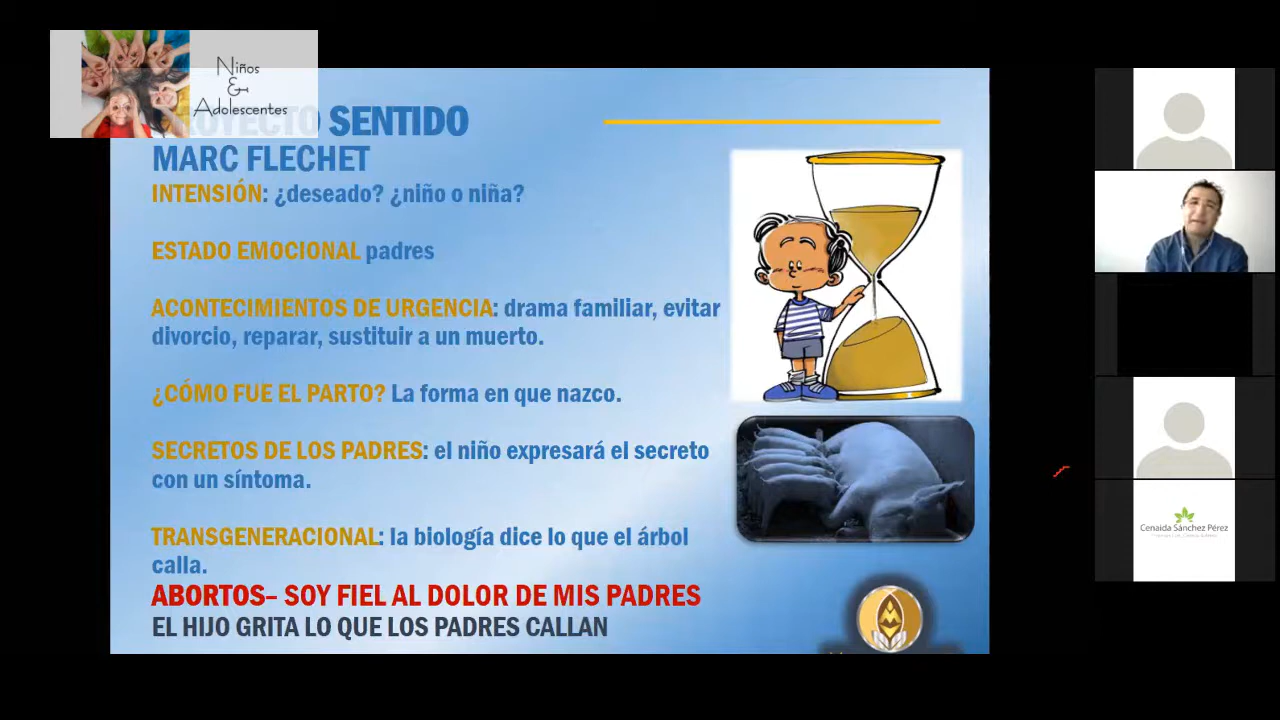 Niños
&
Adolescentes
PROYECTO SENTIDO
MARC FLECHET
INTENSIÓN: ¿deseado? ¿niño o niña?
ESTADO EMOCIONAL padres
ACONTECIMIENTOS DE URGENCIA: drama familiar, evitar
divorcio, reparar, sustituir a un muerto.
¿CÓMO FUE EL PARTO? La forma en que nazco.
SECRETOS DE LOS PADRES: el niño expresará el secreto
con un síntoma.
TRANSGENERACIONAL: la biología dice lo que el árbol
calla.
ABORTOS– SOY FIEL AL DOLOR DE MIS PADRES
EL HIJO GRITA LO QUE LOS PADRES CALLAN
Cenaida Sánchez Pérez